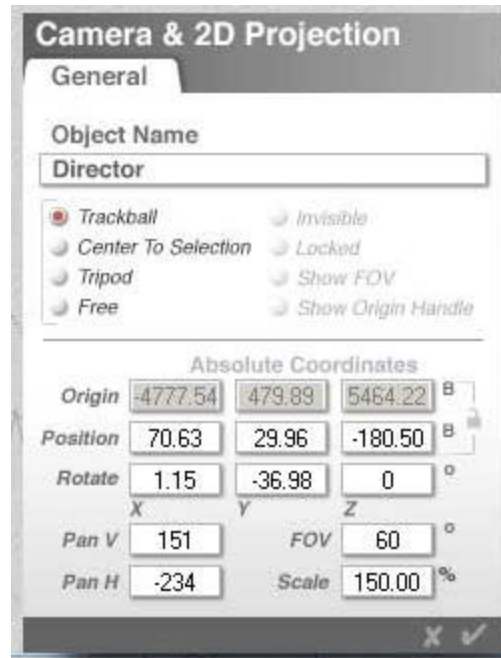 Camera & 2D Projection
General
Object Name
Director
Trackball Invisible
Center To Selection Locked
Tripod Show FOV
Free Show Origin Handle
Absolute Coordinates
Origin -4777.54 479.89 5464.22 B
Position 70.63 29.96 -180.50 B
Rotate 1.15 -36.98 0 °
X Y Z
Pan V 151 FOV 60 °
Pan H -234 Scale 150.00 %